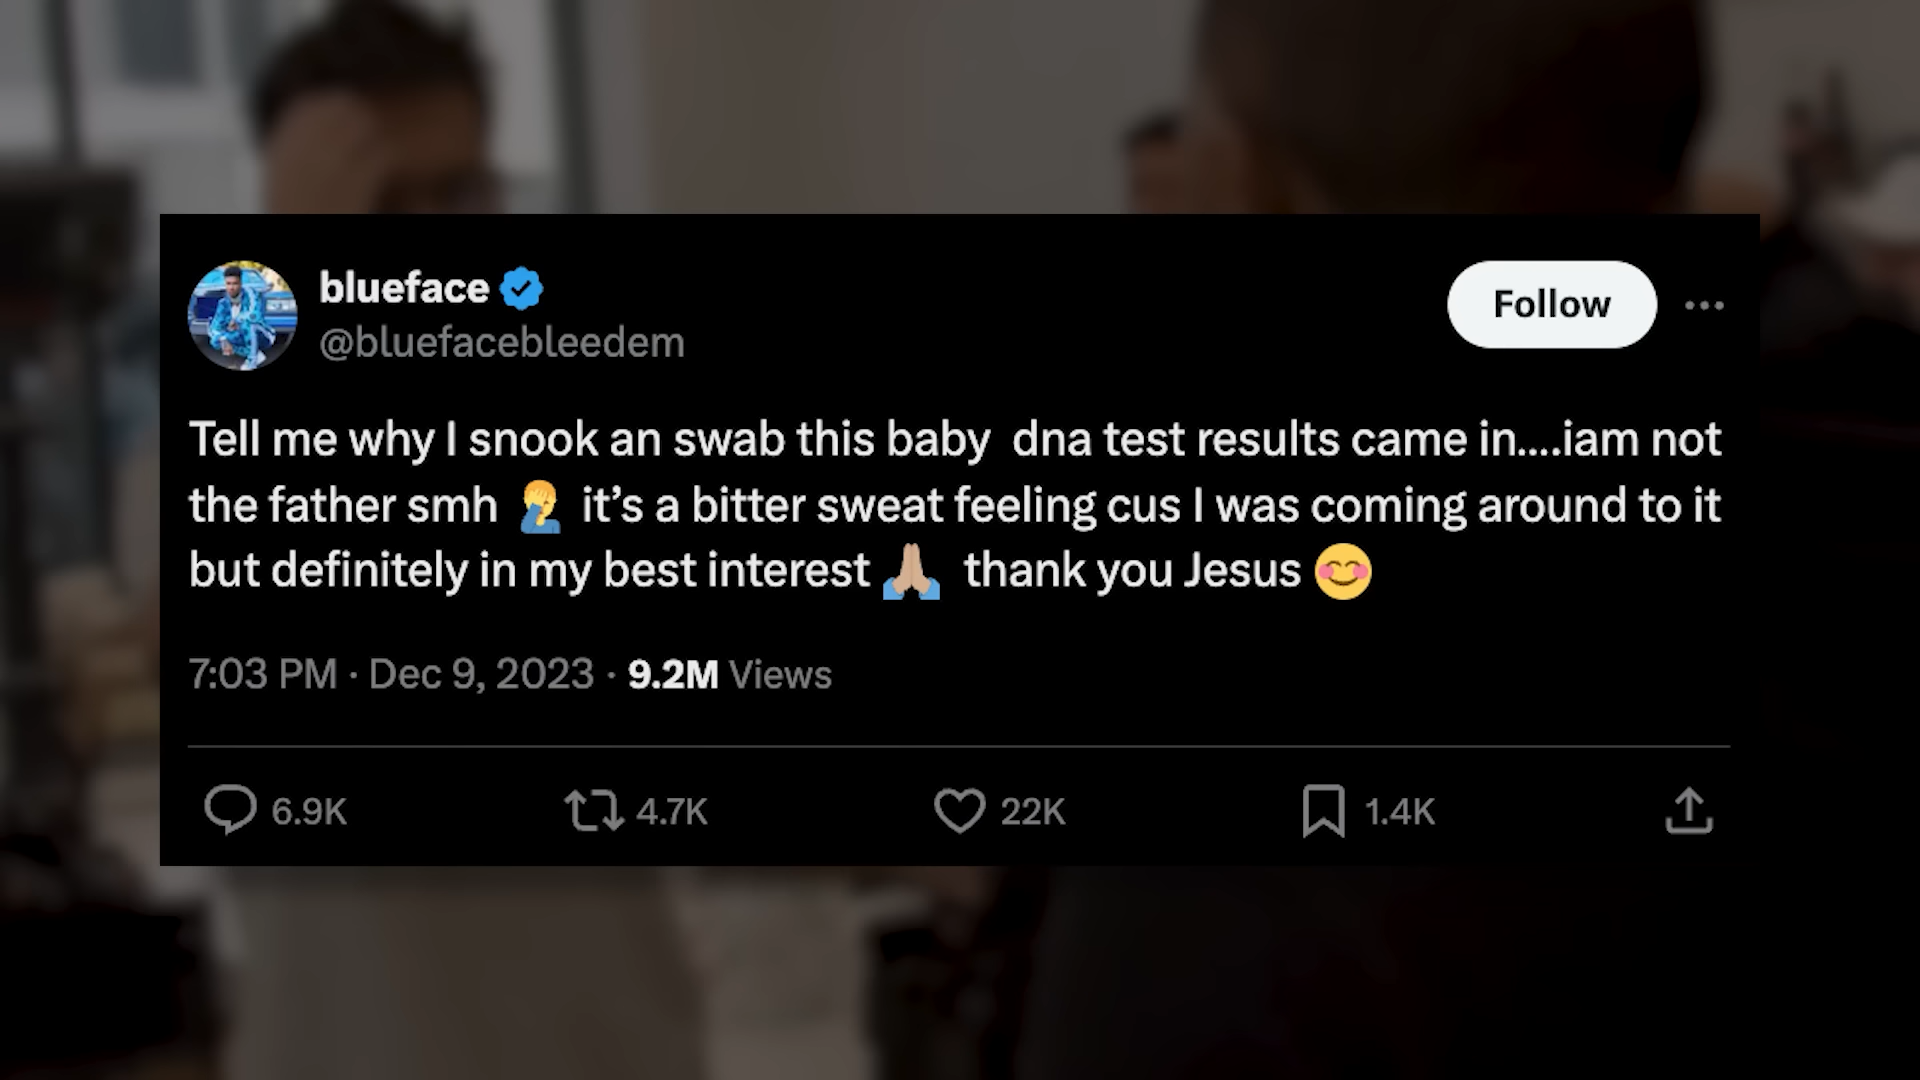 blueface
@bluefacebleedem
Follow
Tell me why I snook an swab this baby  dna test results came in....iam not
the father smh 🤦‍♂️ it’s a bitter sweat feeling cus I was coming around to it
but definitely in my best interest 🙏🏼 thank you Jesus 😊
7:03 PM · Dec 9, 2023 · 9.2M Views
6.9K 4.7K 22K 1.4K